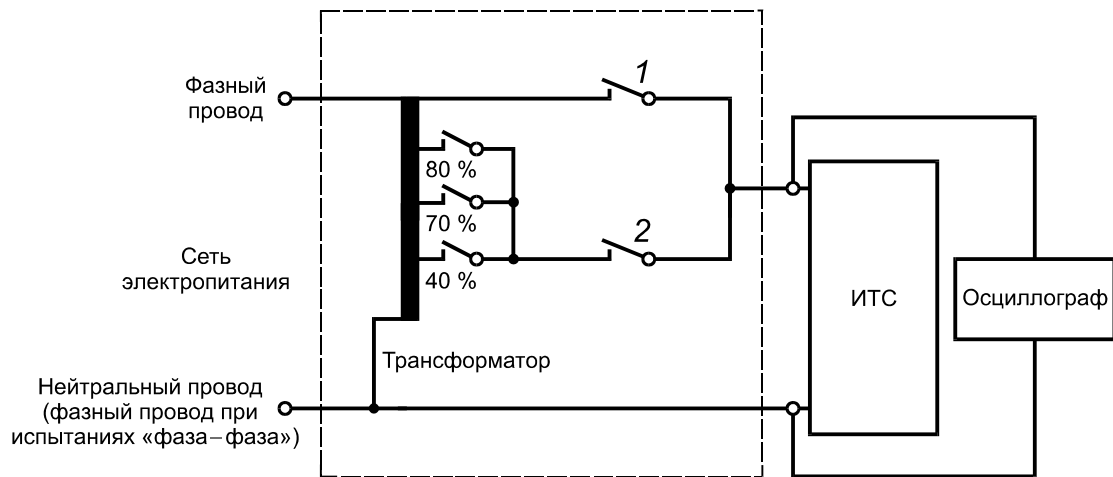 Фазный
провод
1
80 %
70 %
2
40 %
Сеть
электропитания
ИТС
Осциллограф
Трансформатор
Нейтральный провод
(фазный провод при
испытаниях «фаза–фаза»)